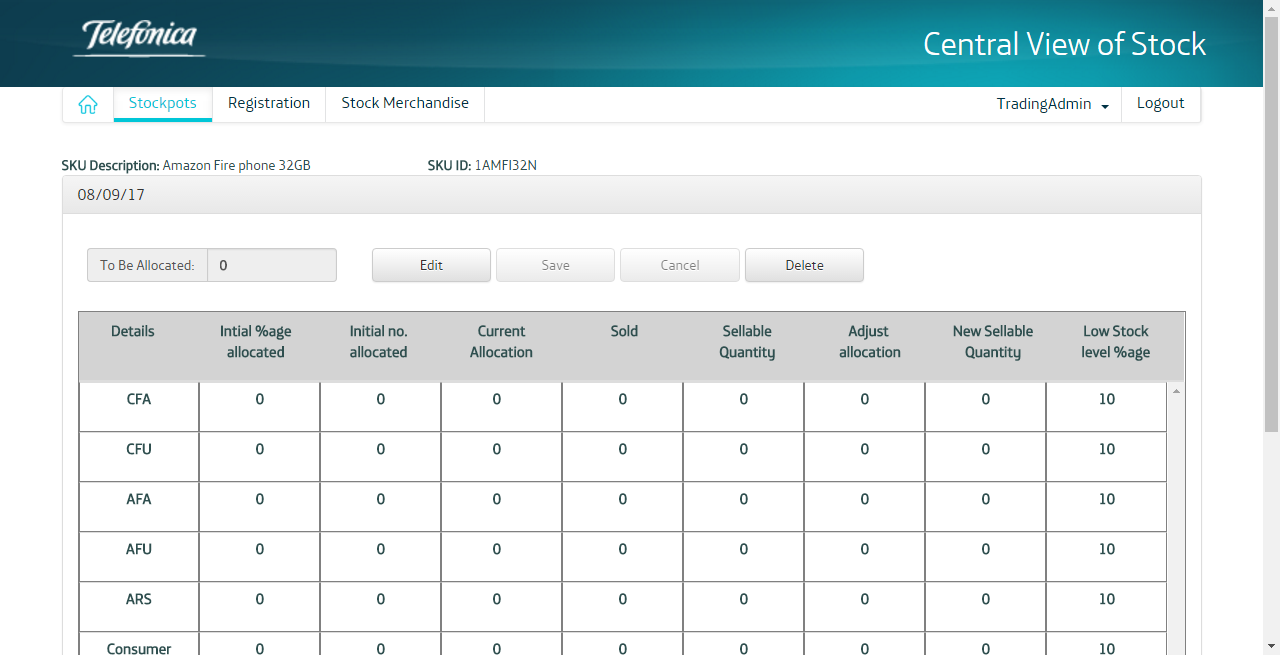 Telefónica
Central View of Stock
Stockpots Registration Stock Merchandise TradingAdmin Logout
SKU Description: Amazon Fire phone 32GB SKU ID: 1AMFI32N
08/09/17
To Be Allocated: 0 Edit Save Cancel Delete
Details Intial %age Initial no. Current Sold Sellable Adjust New Sellable Low Stock
allocated allocated Allocation Quantity allocation Quantity level %age
CFA 0 0 0 0 0 0 0 10
CFU 0 0 0 0 0 0 0 10
AFA 0 0 0 0 0 0 0 10
AFU 0 0 0 0 0 0 0 10
ARS 0 0 0 0 0 0 0 10
Consumer 0 0 0 0 0 0 0 10